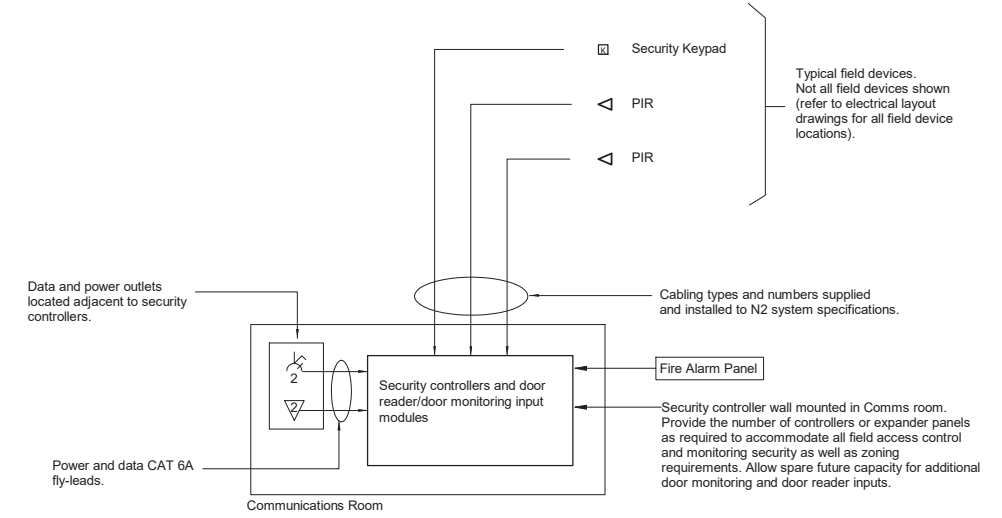 K
Security Keypad
PIR
PIR
Typical field devices.
Not all field devices shown
(refer to electrical layout
drawings for all field device
locations).
Data and power outlets
located adjacent to security
controllers.
Cabling types and numbers supplied
and installed to N2 system specifications.
2
2
Security controllers and door
reader/door monitoring input
modules
Fire Alarm Panel
Security controller wall mounted in Comms room.
Provide the number of controllers or expander panels
as required to accommodate all field access control
and monitoring security as well as zoning
requirements. Allow spare future capacity for additional
door monitoring and door reader inputs.
Power and data CAT 6A
fly-leads.
Communications Room